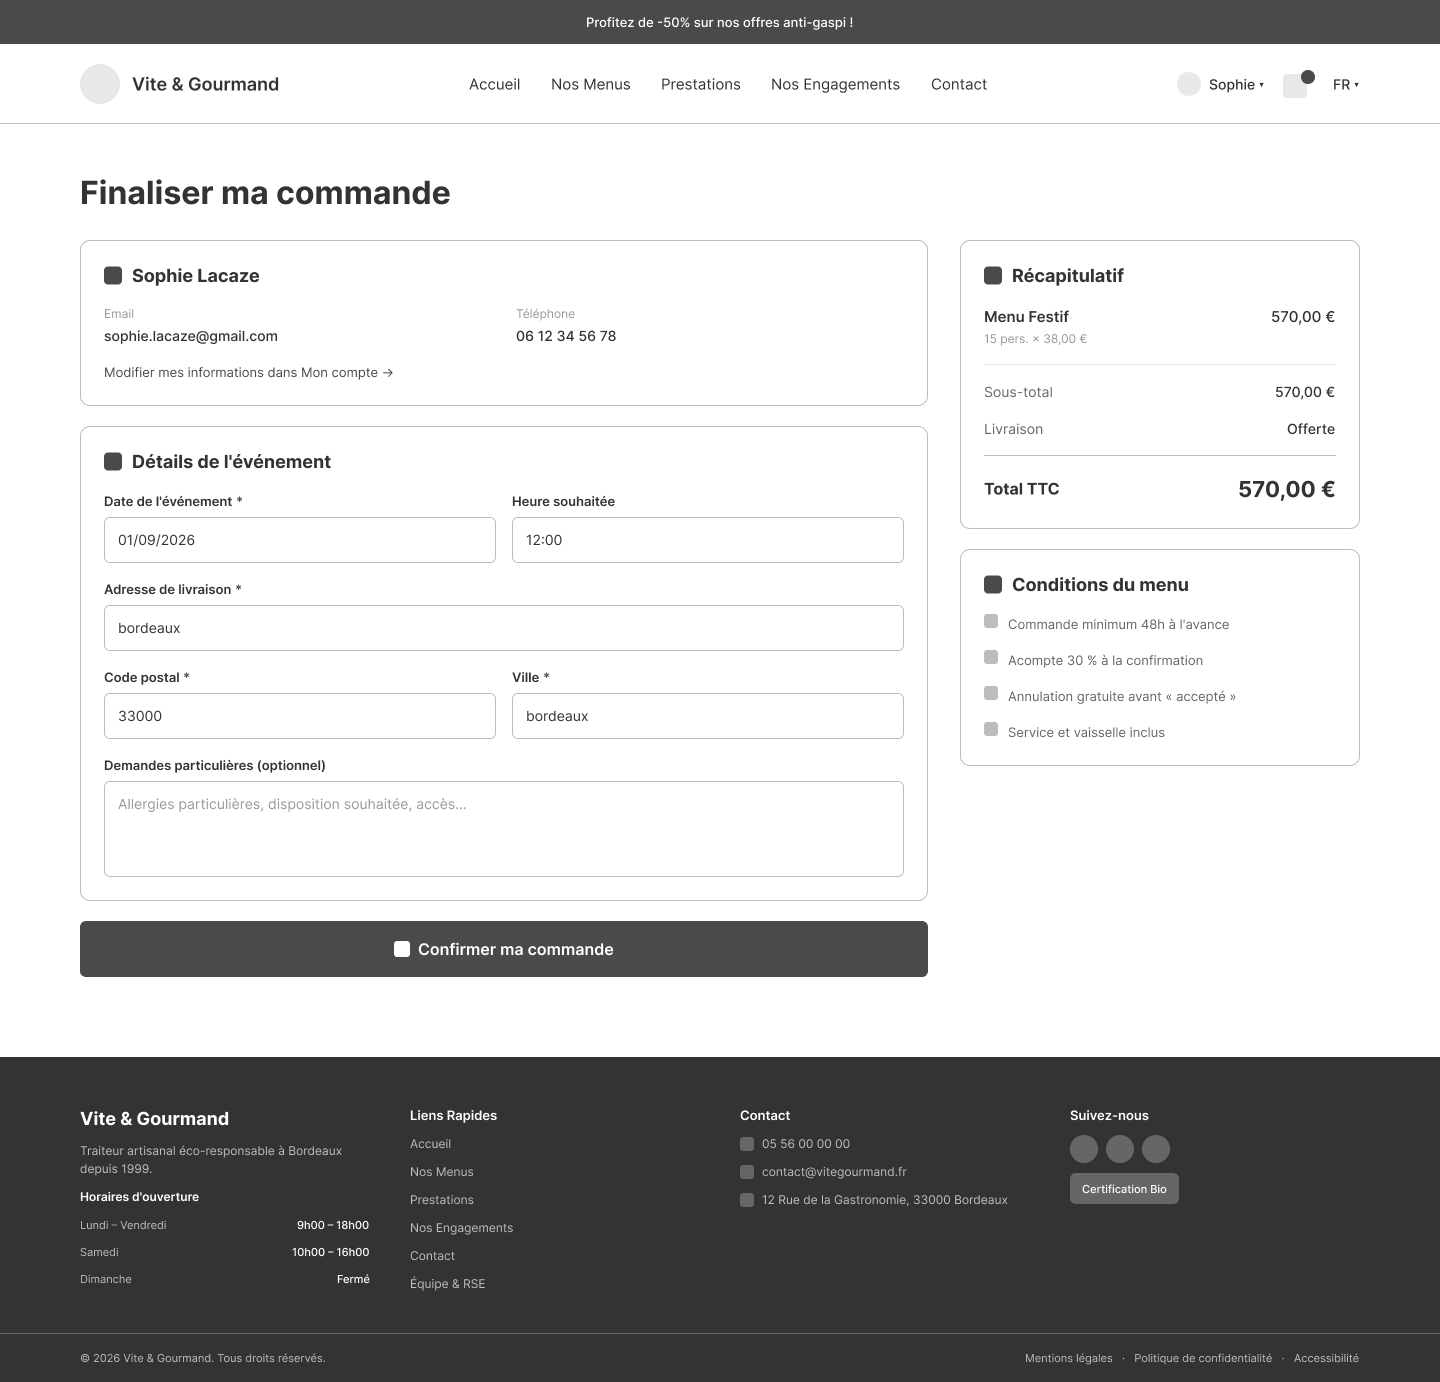 Profitez de -50% sur nos offres anti-gaspi !
Vite & Gourmand
Accueil
Nos Menus
Prestations
Nos Engagements
Contact
Sophie ▾
FR ▾
Finaliser ma commande
Sophie Lacaze
Email
Téléphone
sophie.lacaze@gmail.com
06 12 34 56 78
Modifier mes informations dans Mon compte →
Détails de l'événement
Date de l'événement *
Heure souhaitée
01/09/2026
12:00
Adresse de livraison *
bordeaux
Code postal *
Ville *
33000
bordeaux
Demandes particulières (optionnel)
Allergies particulières, disposition souhaitée, accès...
Confirmer ma commande
Récapitulatif
Menu Festif
570,00 €
15 pers. × 38,00 €
Sous-total
570,00 €
Livraison
Offerte
Total TTC
570,00 €
Conditions du menu
Commande minimum 48h à l'avance
Acompte 30 % à la confirmation
Annulation gratuite avant « accepté »
Service et vaisselle inclus
Vite & Gourmand
Traiteur artisanal éco-responsable à Bordeaux
depuis 1999.
Horaires d'ouverture
Lundi – Vendredi
9h00 – 18h00
Samedi
10h00 – 16h00
Dimanche
Fermé
Liens Rapides
Accueil
Nos Menus
Prestations
Nos Engagements
Contact
Équipe & RSE
Contact
05 56 00 00 00
contact@vitegourmand.fr
12 Rue de la Gastronomie, 33000 Bordeaux
Suivez-nous
Certification Bio
© 2026 Vite & Gourmand. Tous droits réservés.
Mentions légales · Politique de confidentialité · Accessibilité